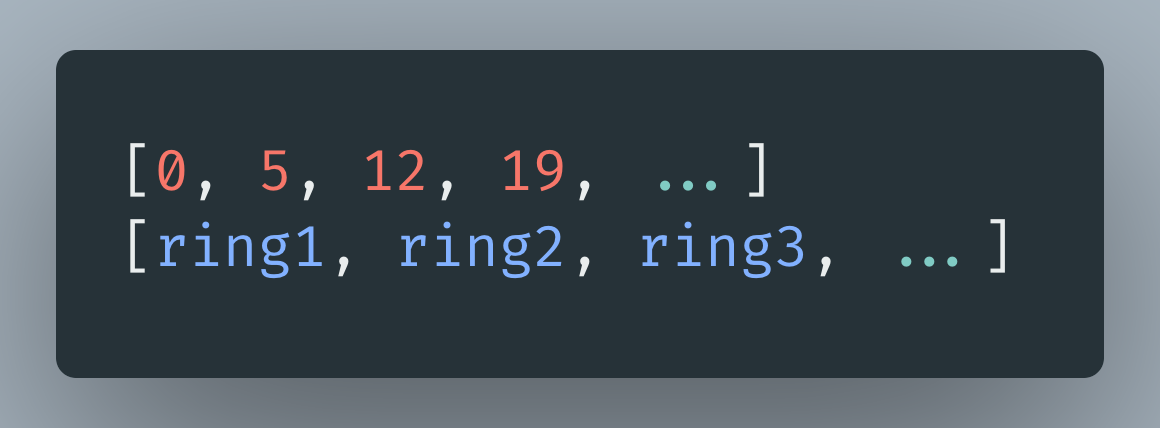 [0, 5, 12, 19, ...]
[ring1, ring2, ring3, ...]